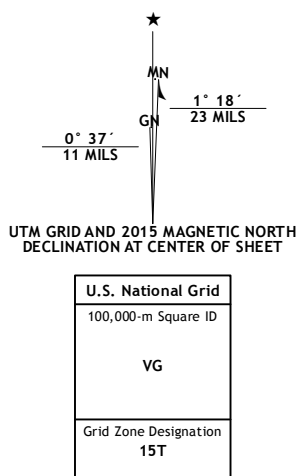 MN
1° 18´
23 MILS
GN
0° 37´
11 MILS
UTM GRID AND 2015 MAGNETIC NORTH
DECLINATION AT CENTER OF SHEET
U.S. National Grid
100,000-m Square ID
VG
Grid Zone Designation
15T